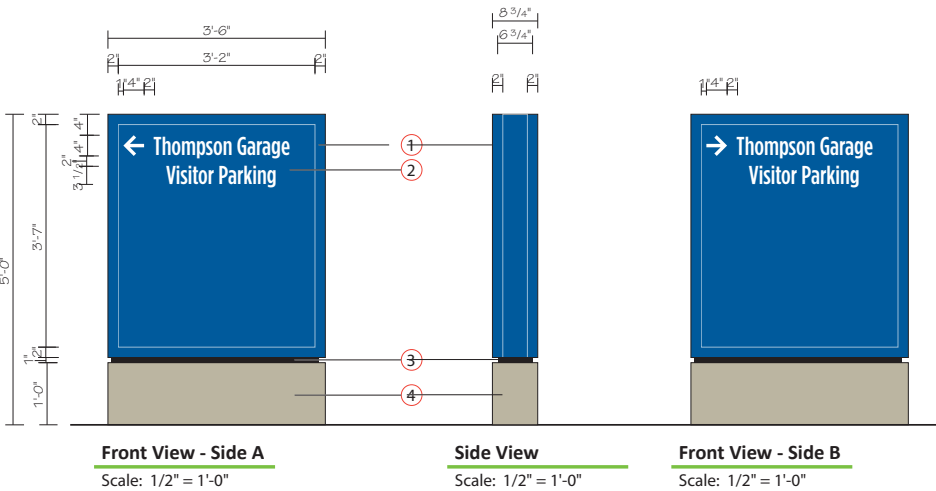 8 3/4"
3'-6"
6 3/4"
2" 3'-2" 2"
1" 4" 2"
2" 2"
1" 4" 2"
2" 4"
← Thompson Garage
Visitor Parking
1
→ Thompson Garage
Visitor Parking
4"
2"
3 1/2"
2
3'-7"
5'-0"
2"
1"
3
1'-0"
4
Front View - Side A
Scale: 1/2" = 1'-0"
Side View
Scale: 1/2" = 1'-0"
Front View - Side B
Scale: 1/2" = 1'-0"